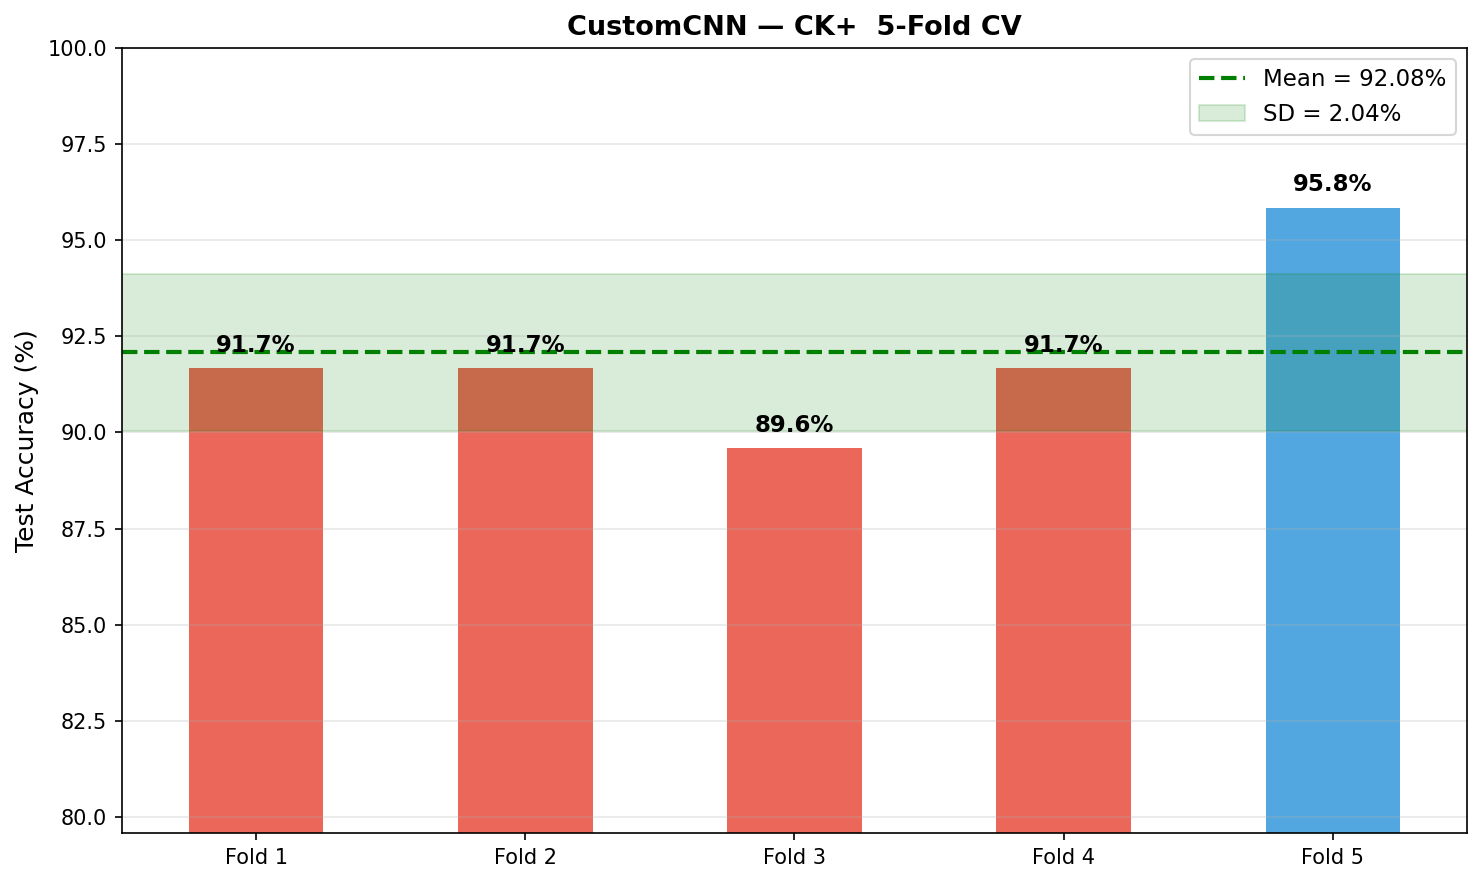 CustomCNN — CK+  5-Fold CV
Mean = 92.08%
SD = 2.04%
Test Accuracy (%)
100.0
97.5
95.0
92.5
90.0
87.5
85.0
82.5
80.0
91.7%
91.7%
89.6%
91.7%
95.8%
Fold 1
Fold 2
Fold 3
Fold 4
Fold 5